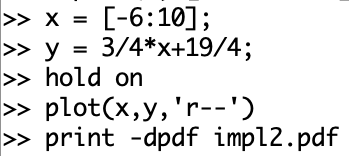 >> x = [-6:10];
>> y = 3/4*x+19/4;
>> hold on
>> plot(x,y,'r--')
>> print -dpdf impl2.pdf